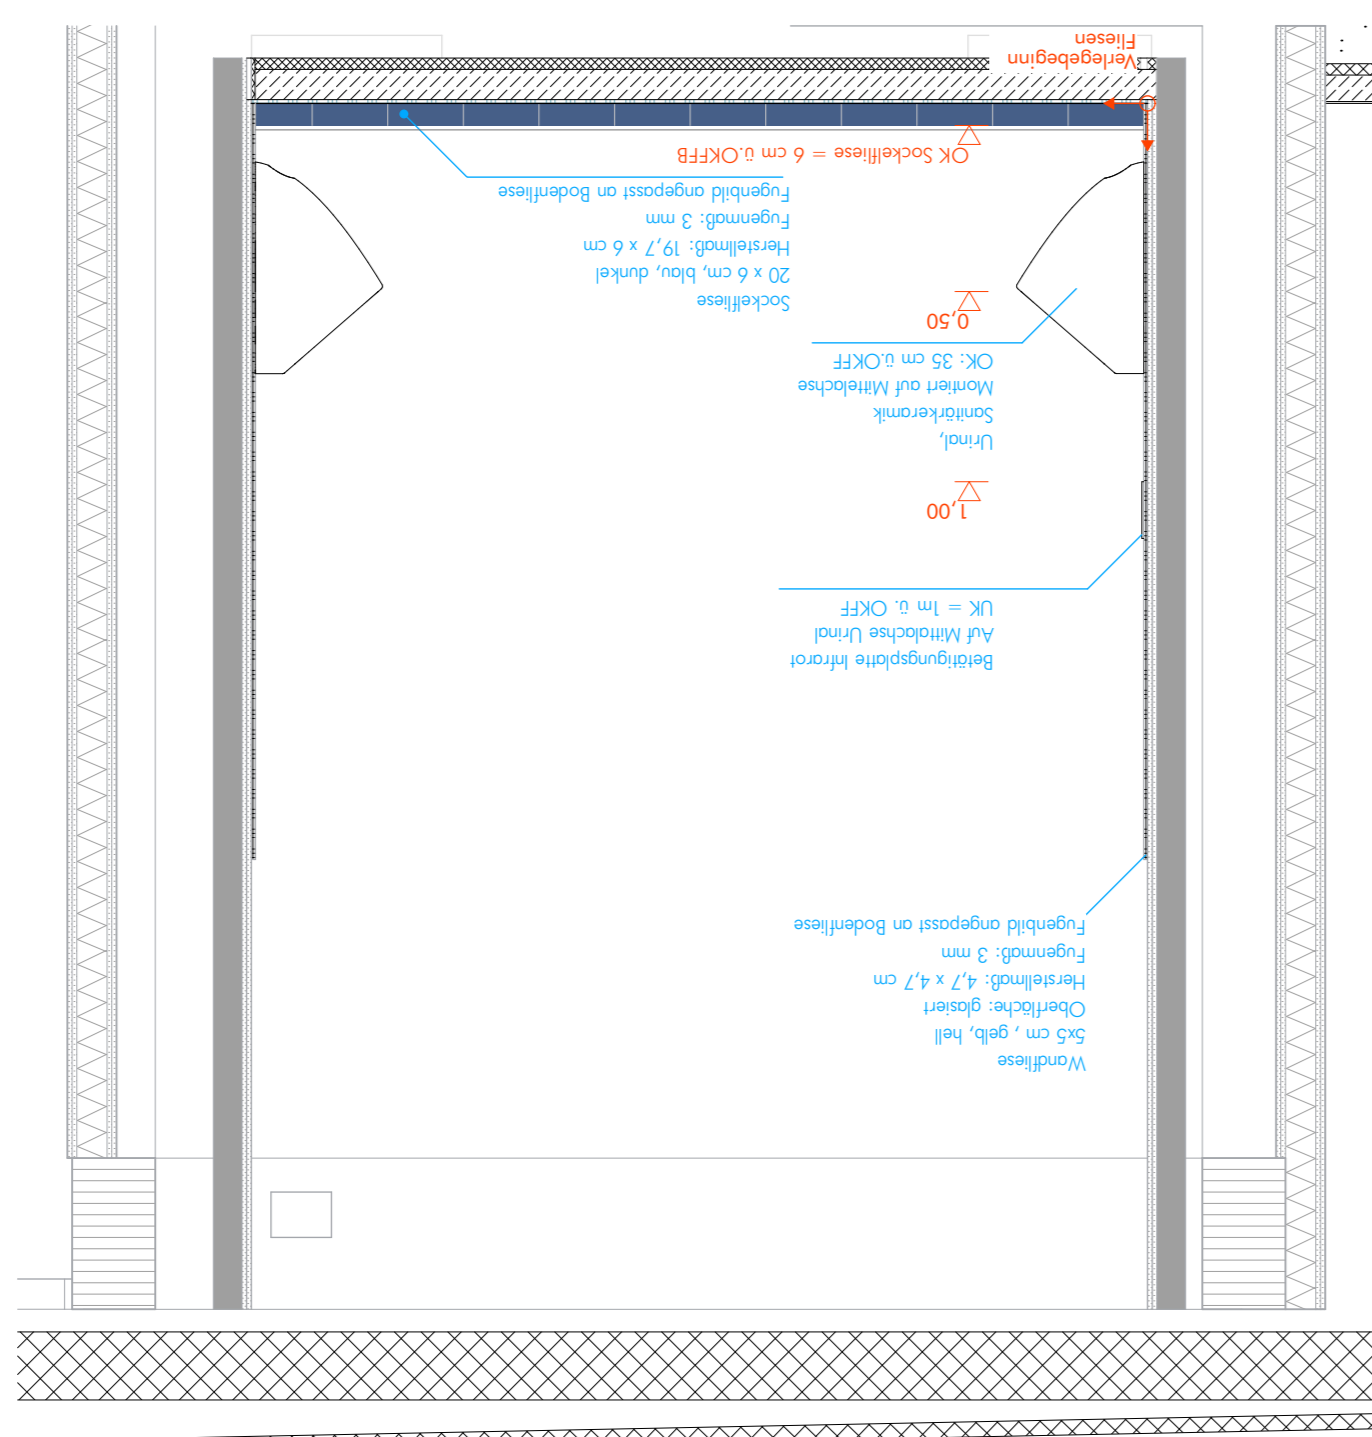 Wandfliese
5x5 cm , gelb, hell
Oberfläche: glasiert
Herstellmaß: 4,7 x 4,7 cm
Fugenmaß: 3 mm
Fugenbild angepasst an Bodenfliese
Betätigungsplatte Infrarot
Auf Mittalachse Urinal
UK = 1m ü. OKFF
1,00
Urinal,
Sanitärkeramik
Montiert auf Mittelachse
OK: 35 cm ü.OKFF
0,50
Sockelfliese
20 x 6 cm, blau, dunkel
Herstellmaß: 19,7 x 6 cm
Fugenmaß: 3 mm
Fugenbild angepasst an Bodenfliese
OK Sockelfliese = 6 cm ü.OKFFB
Verlegebeginn
Fliesen